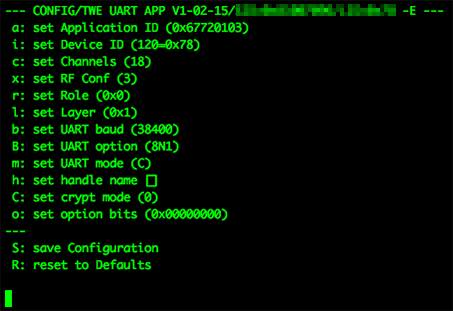 --- CONFIG/TWE UART APP V1-02-15/ -E ---
a: set Application ID (0x67720103)
i: set Device ID (120=0x78)
c: set Channels (18)
x: set RF Conf (3)
r: set Role (0x0)
l: set Layer (0x1)
b: set UART baud (38400)
B: set UART option (8N1)
m: set UART mode (C)
h: set handle name []
C: set crypt mode (0)
o: set option bits (0x00000000)
---
S: save Configuration
R: reset to Defaults